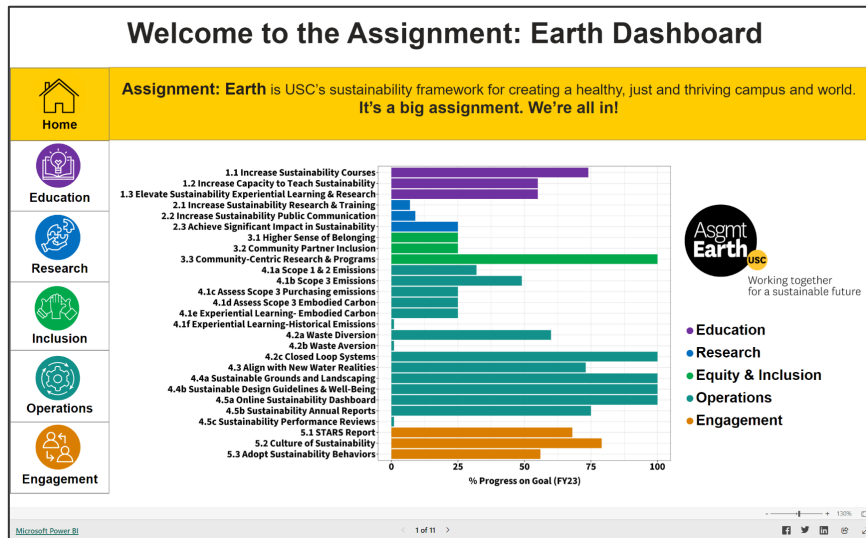 Welcome to the Assignment: Earth Dashboard
Assignment: Earth is USC's sustainability framework for creating a healthy, just and thriving campus and world.
It's a big assignment. We're all in!
Home
Education
Research
Inclusion
Operations
Engagement
1.1 Increase Sustainability Courses
1.2 Increase Capacity to Teach Sustainability
1.3 Elevate Sustainability Experiential Learning & Research
2.1 Increase Sustainability Research & Training
2.2 Increase Sustainability Public Communication
2.3 Achieve Significant Impact in Sustainability
3.1 Higher Sense of Belonging
3.2 Community Partner Inclusion
3.3 Community-Centric Research & Programs
4.1a Scope 1 & 2 Emissions
4.1b Scope 3 Emissions
4.1c Assess Scope 3 Purchasing emissions
4.1d Assess Scope 3 Embodied Carbon
4.1e Experiential Learning- Embodied Carbon
4.1f Experiential Learning-Historical Emissions
4.2a Waste Diversion
4.2b Waste Aversion
4.2c Closed Loop Systems
4.3 Align with New Water Realities
4.4a Sustainable Grounds and Landscaping
4.4b Sustainable Design Guidelines & Well-Being
4.5a Online Sustainability Dashboard
4.5b Sustainability Annual Reports
4.5c Sustainability Performance Reviews
5.1 STARS Report
5.2 Culture of Sustainability
5.3 Adopt Sustainability Behaviors
0 25 50 75 100
% Progress on Goal (FY23)
Asgmt
Earth
USC
Working together
for a sustainable future
Education
Research
Equity & Inclusion
Operations
Engagement
- + 130%
Microsoft Power BI
< 1 of 11 >